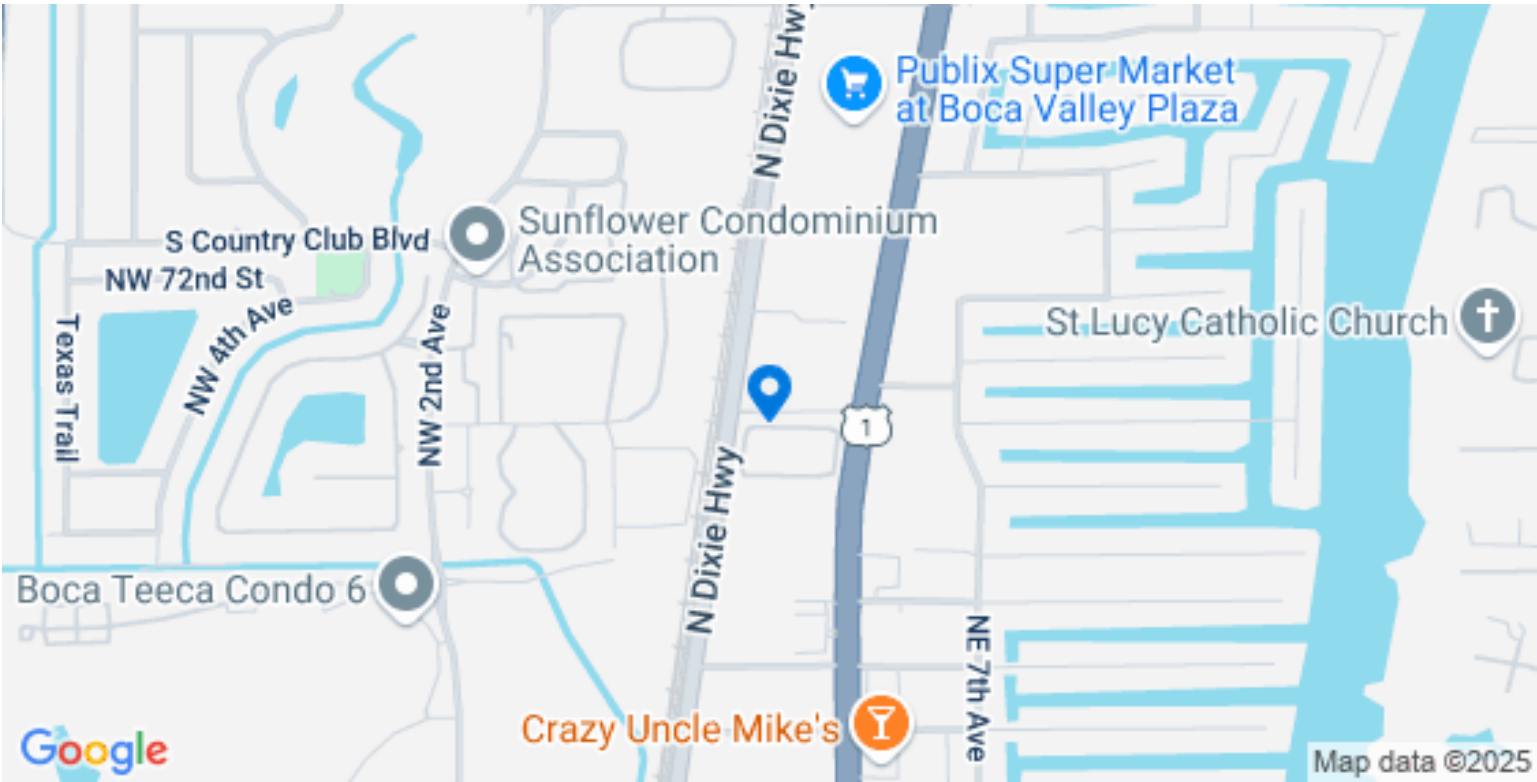 N Dixie Hwy
Publix Super Market
at Boca Valley Plaza
S Country Club Blvd
Sunflower Condominium
Association
NW 72nd St
NW 4th Ave
Texas Trail
NW 2nd Ave
St Lucy Catholic Church
1
N Dixie Hwy
Boca Teeca Condo 6
NE 7th Ave
Crazy Uncle Mike's
Google
Map data ©2025